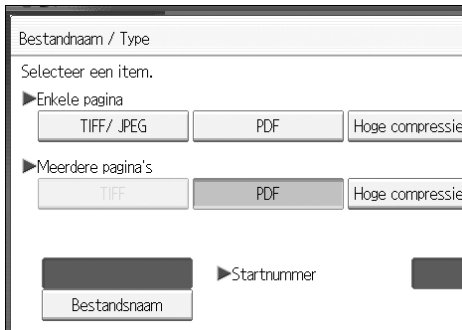 Bestandnaam / Type
Selecteer een item.
▶Enkele pagina
TIFF/ JPEG PDF Hoge compressie
▶Meerdere pagina's
TIFF PDF Hoge compressie
▶Startnummer
Bestandsnaam